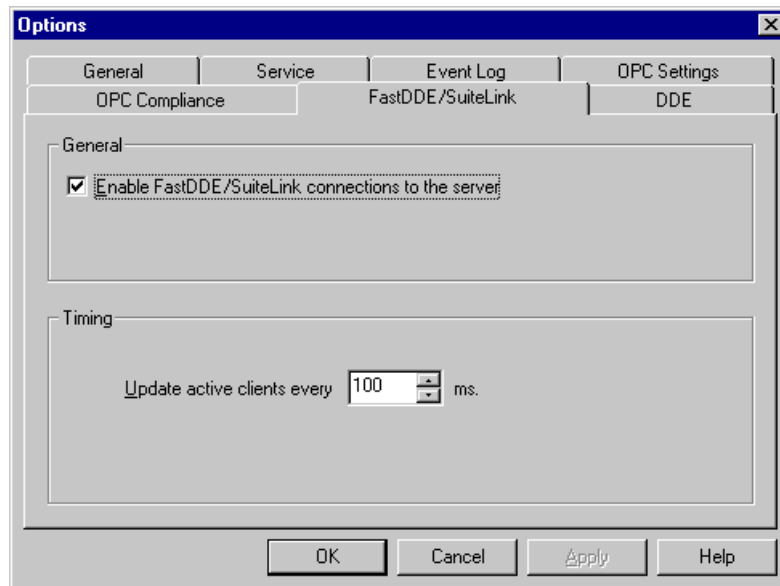 Options
General Service Event Log OPC Settings
OPC Compliance FastDDE/SuiteLink DDE
General
Enable FastDDE/SuiteLink connections to the server
Timing
Update active clients every 100 ms.
OK Cancel Apply Help